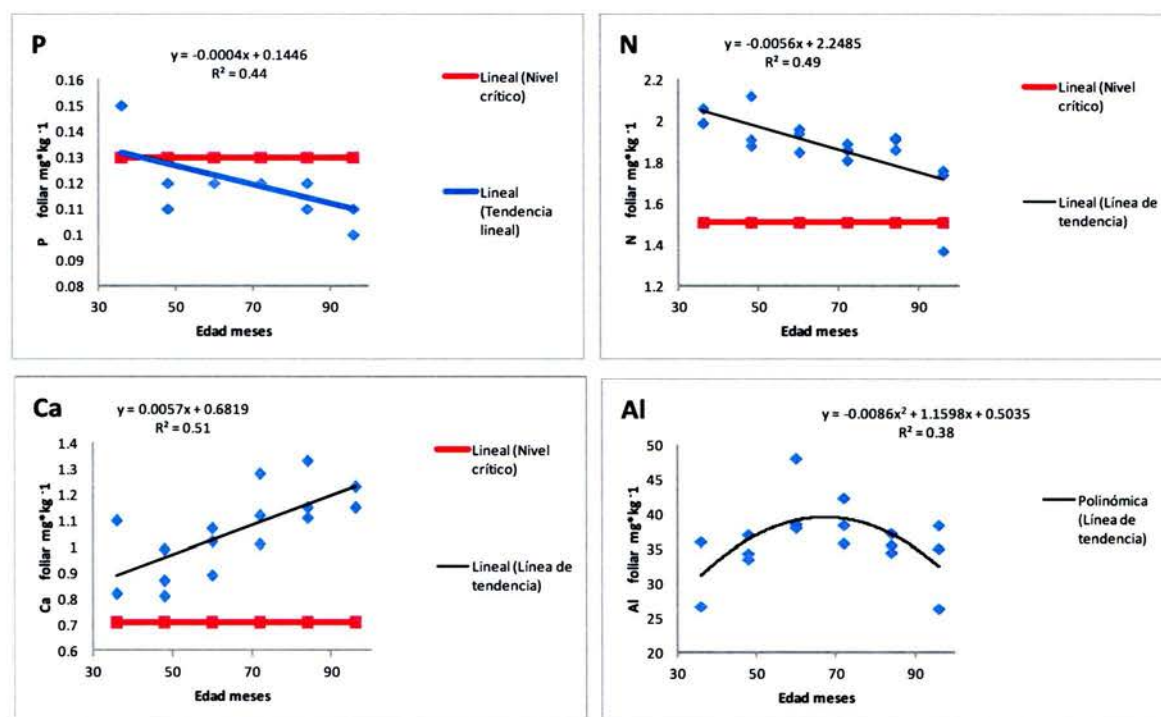 P
y = -0.0004x + 0.1446
R² = 0.44
0.16
0.15
0.14
0.13
0.12
0.11
0.1
0.09
0.08
P foliar mg*kg⁻¹
30
50
70
90
Edad meses
Lineal (Nivel
crítico)
Lineal
(Tendencia
lineal)
N
y = -0.0056x + 2.2485
R² = 0.49
2.2
2
1.8
1.6
1.4
1.2
N foliar mg*kg⁻¹
30
50
70
90
Edad meses
Lineal (Nivel
crítico)
Lineal (Línea de
tendencia)
Ca
y = 0.0057x + 0.6819
R² = 0.51
1.4
1.3
1.2
1.1
1
0.9
0.8
0.7
0.6
Ca foliar mg*kg⁻¹
30
50
70
90
Edad meses
Lineal (Nivel
crítico)
Lineal (Línea de
tendencia)
Al
y = -0.0086x² + 1.1598x + 0.5035
R² = 0.38
50
45
40
35
30
25
20
Al foliar mg*kg⁻¹
30
50
70
90
Edad meses
Polinómica
(Línea de
tendencia)